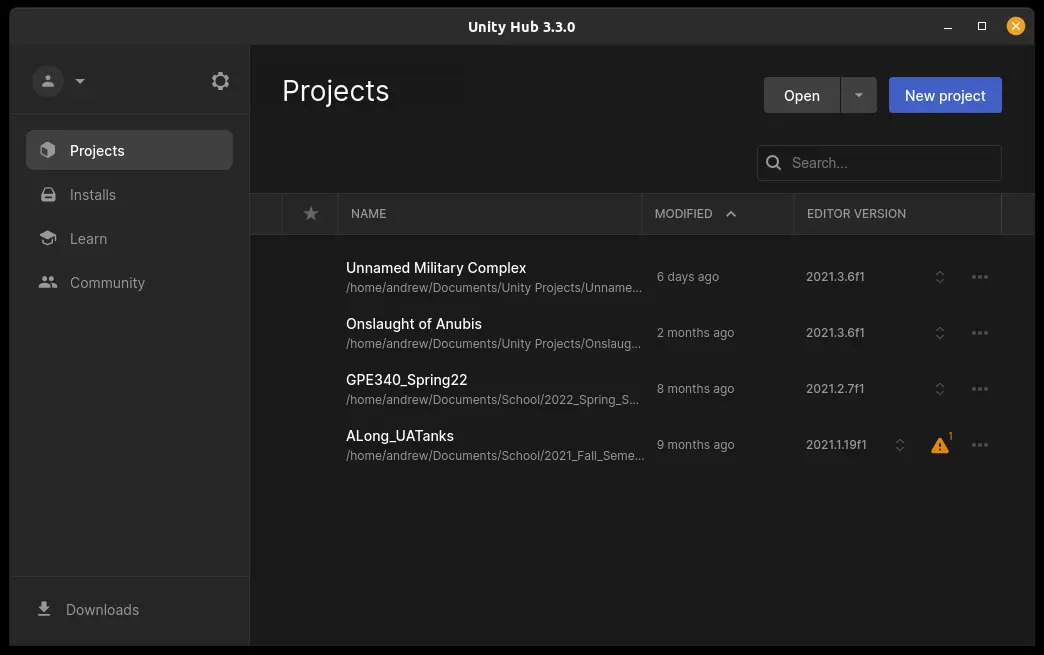 Unity Hub 3.3.0
Projects
Open
New project
Projects
Installs
Learn
Community
Search...
NAME
MODIFIED
EDITOR VERSION
Unnamed Military Complex
/home/andrew/Documents/Unity Projects/Unname...
6 days ago
2021.3.6f1
Onslaught of Anubis
/home/andrew/Documents/Unity Projects/Onslaug...
2 months ago
2021.3.6f1
GPE340_Spring22
/home/andrew/Documents/School/2022_Spring_S...
8 months ago
2021.2.7f1
ALong_UATanks
/home/andrew/Documents/School/2021_Fall_Seme...
9 months ago
2021.1.19f1
1
Downloads